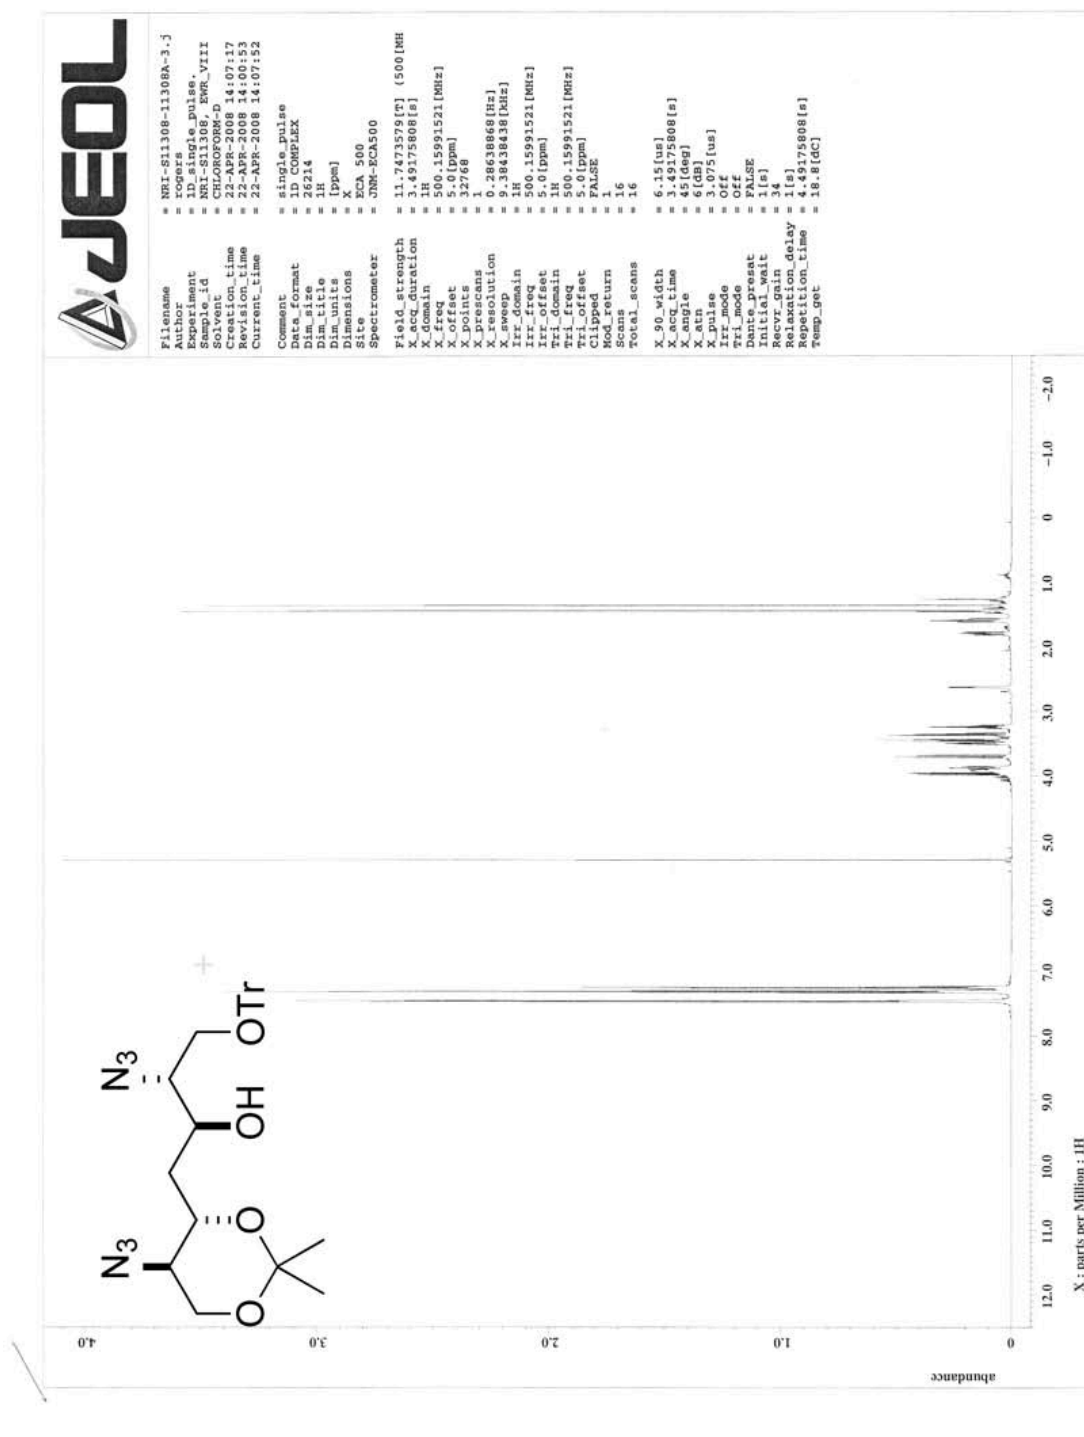 JEOL
Filename = NRI-S11308-11308A-3.j
Author = rogers
Experiment = 1D_single_pulse.
Sample_id = NRI-S11308, EWR_VIII
Solvent = CHLOROFORM-D
Creation_time = 22-APR-2008 14:07:17
Revision_time = 22-APR-2008 14:00:53
Current_time = 22-APR-2008 14:07:52
Comment = single_pulse
Data_format = 1D COMPLEX
Dim_size = 26214
Dim_title = 1H
Dim_units = [ppm]
Dimensions = X
Site = ECA 500
Spectrometer = JNM-ECA500
Field_strength = 11.7473579[T] (500[MH
X_acq_duration = 3.49175808[s]
X_domain = 1H
X_freq = 500.15991521[MHz]
X_offset = 5.0[ppm]
X_points = 32768
X_prescans = 1
X_resolution = 0.28638868[Hz]
X_sweep = 9.38438438[kHz]
Irr_domain = 1H
Irr_freq = 500.15991521[MHz]
Irr_offset = 5.0[ppm]
Tri_domain = 1H
Tri_freq = 500.15991521[MHz]
Tri_offset = 5.0[ppm]
Clipped = FALSE
Mod_return = 1
Scans = 16
Total_scans = 16
X_90_width = 6.15[us]
X_acq_time = 3.49175808[s]
X_angle = 45[deg]
X_atn = 6[dB]
X_pulse = 3.075[us]
Irr_mode = Off
Tri_mode = Off
Dante_presat = FALSE
Initial_wait = 1[s]
Recvr_gain = 34
Relaxation_delay = 1[s]
Repetition_time = 4.49175808[s]
Temp_get = 18.8[dC]
N3 N3
O O OH OTr
abundance
4.0
3.0
2.0
1.0
0
12.0 11.0 10.0 9.0 8.0 7.0 6.0 5.0 4.0 3.0 2.0 1.0 0 -1.0 -2.0
X : parts per Million : 1H